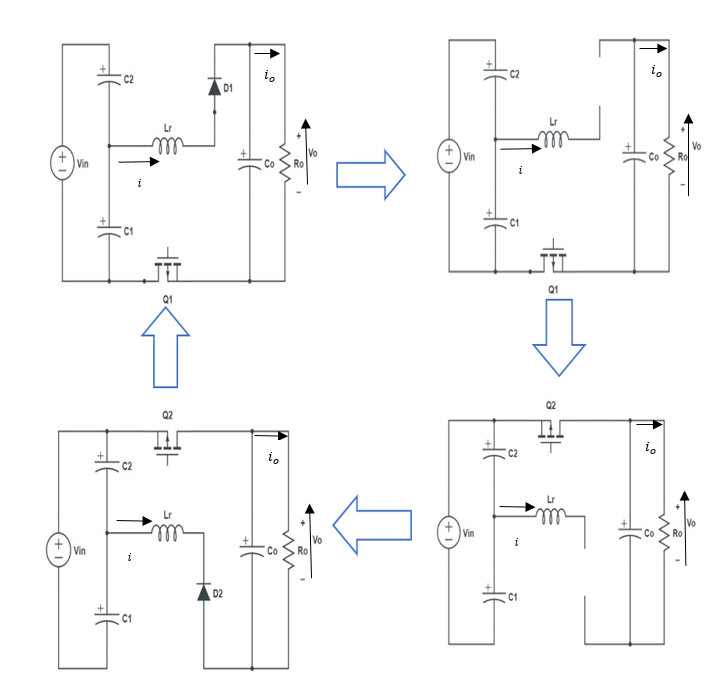 +
C2
D1
i_o
Lr
+
−
Vin
i
+
Co
Ro
+
Vo
−
+
C1
Q1
+
C2
i_o
Lr
+
−
Vin
i
+
Co
Ro
+
Vo
−
+
C1
Q1
Q2
+
C2
i_o
Lr
+
−
Vin
i
+
Co
Ro
+
Vo
−
D2
+
C1
Q2
+
C2
i_o
Lr
+
−
Vin
i
+
Co
Ro
+
Vo
−
+
C1